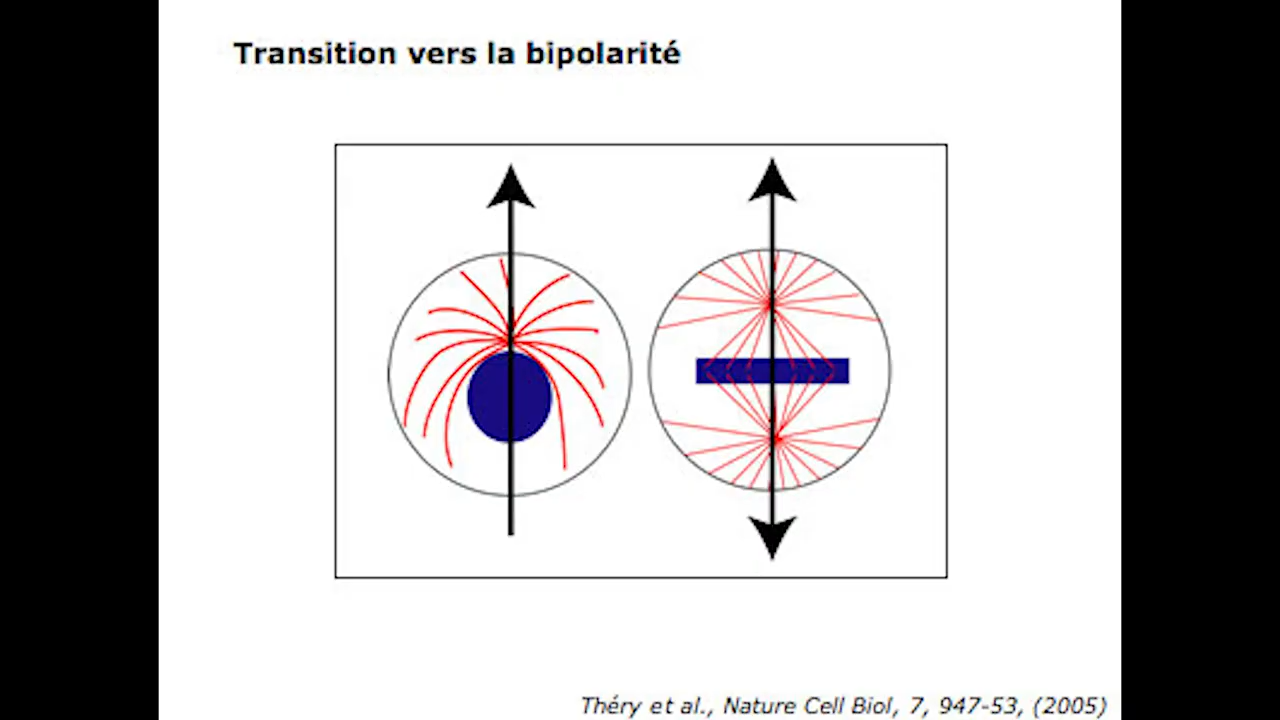 Transition vers la bipolarité
Théry et al., Nature Cell Biol, 7, 947-53, (2005)